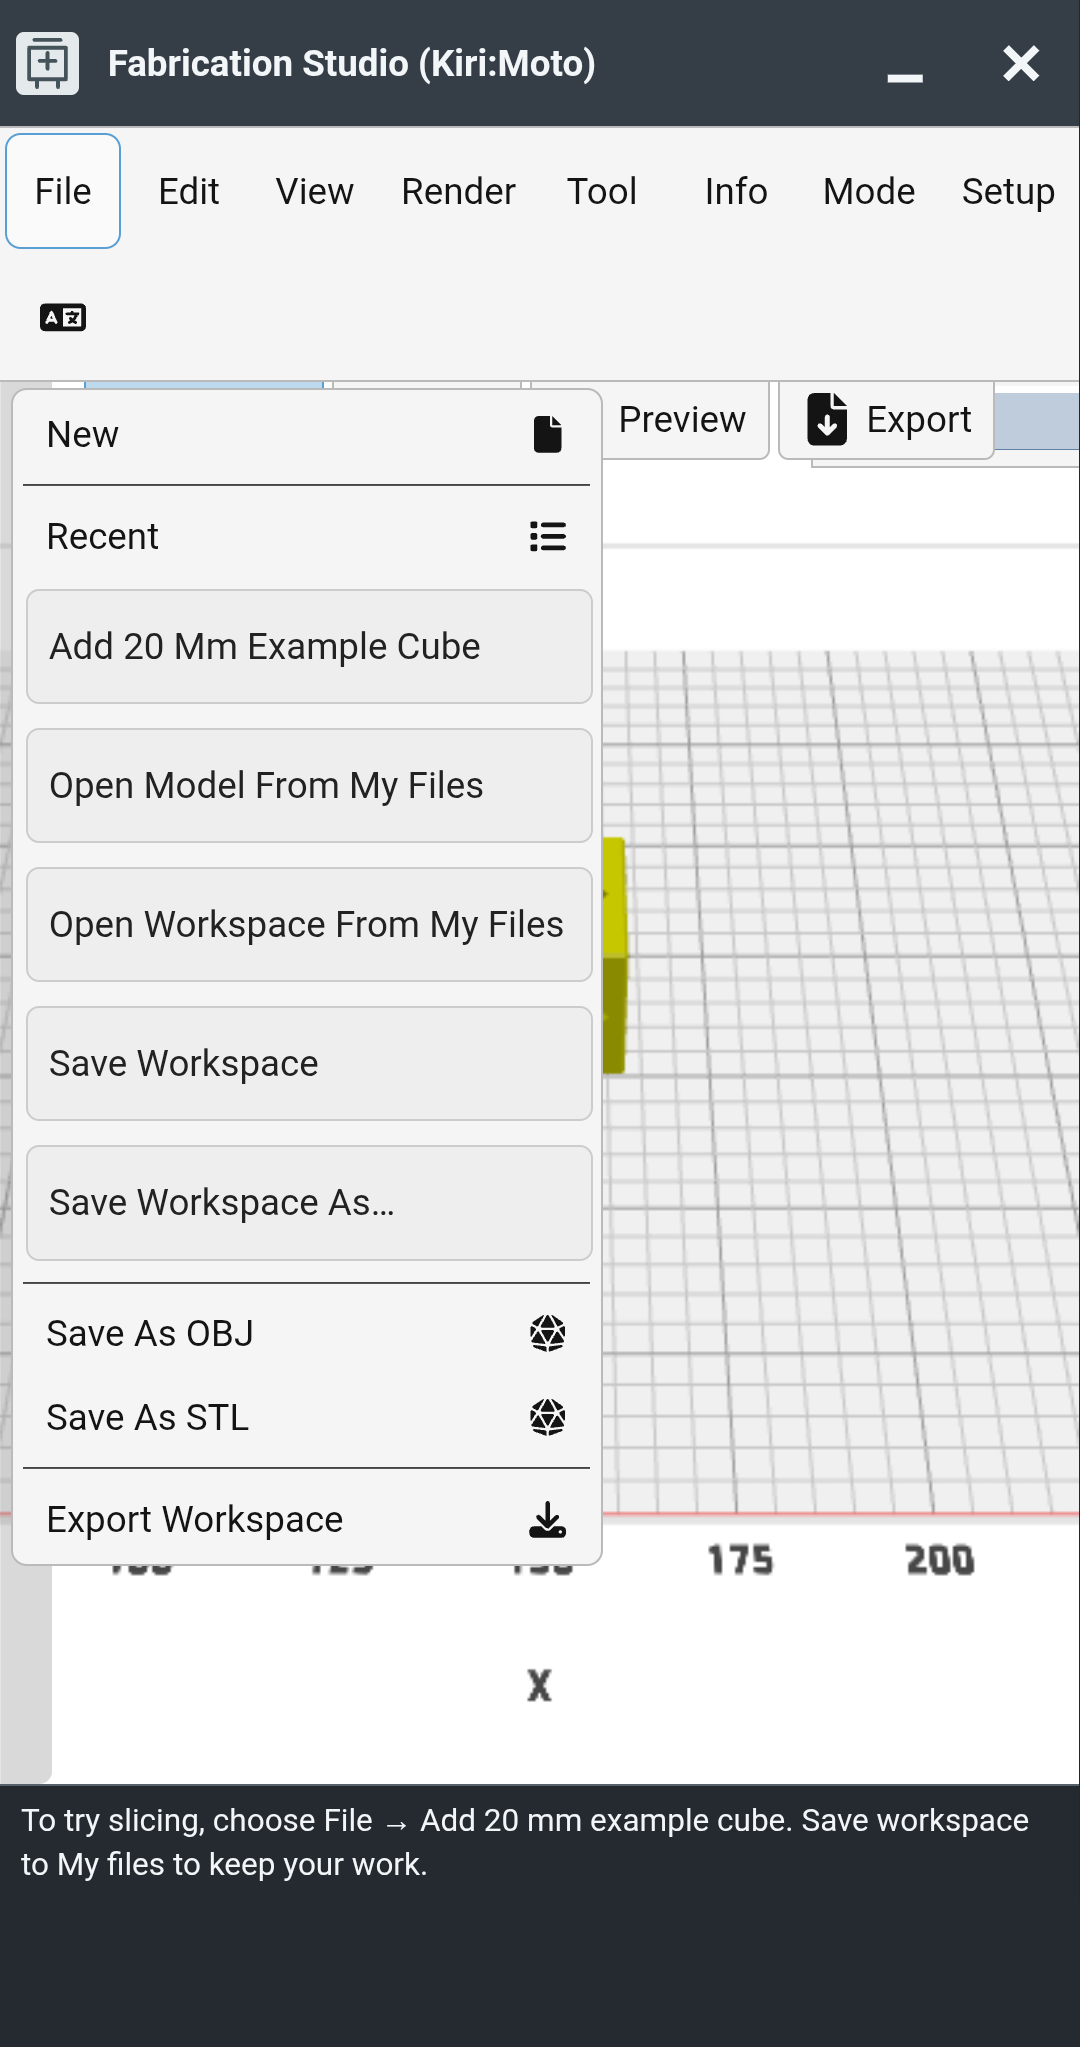 Fabrication Studio (Kiri:Moto)
File Edit View Render Tool Info Mode Setup
New
Preview
Export
Recent
Add 20 Mm Example Cube
Open Model From My Files
Open Workspace From My Files
Save Workspace
Save Workspace As...
Save As OBJ
Save As STL
Export Workspace
175 200
X
To try slicing, choose File → Add 20 mm example cube. Save workspace
to My files to keep your work.